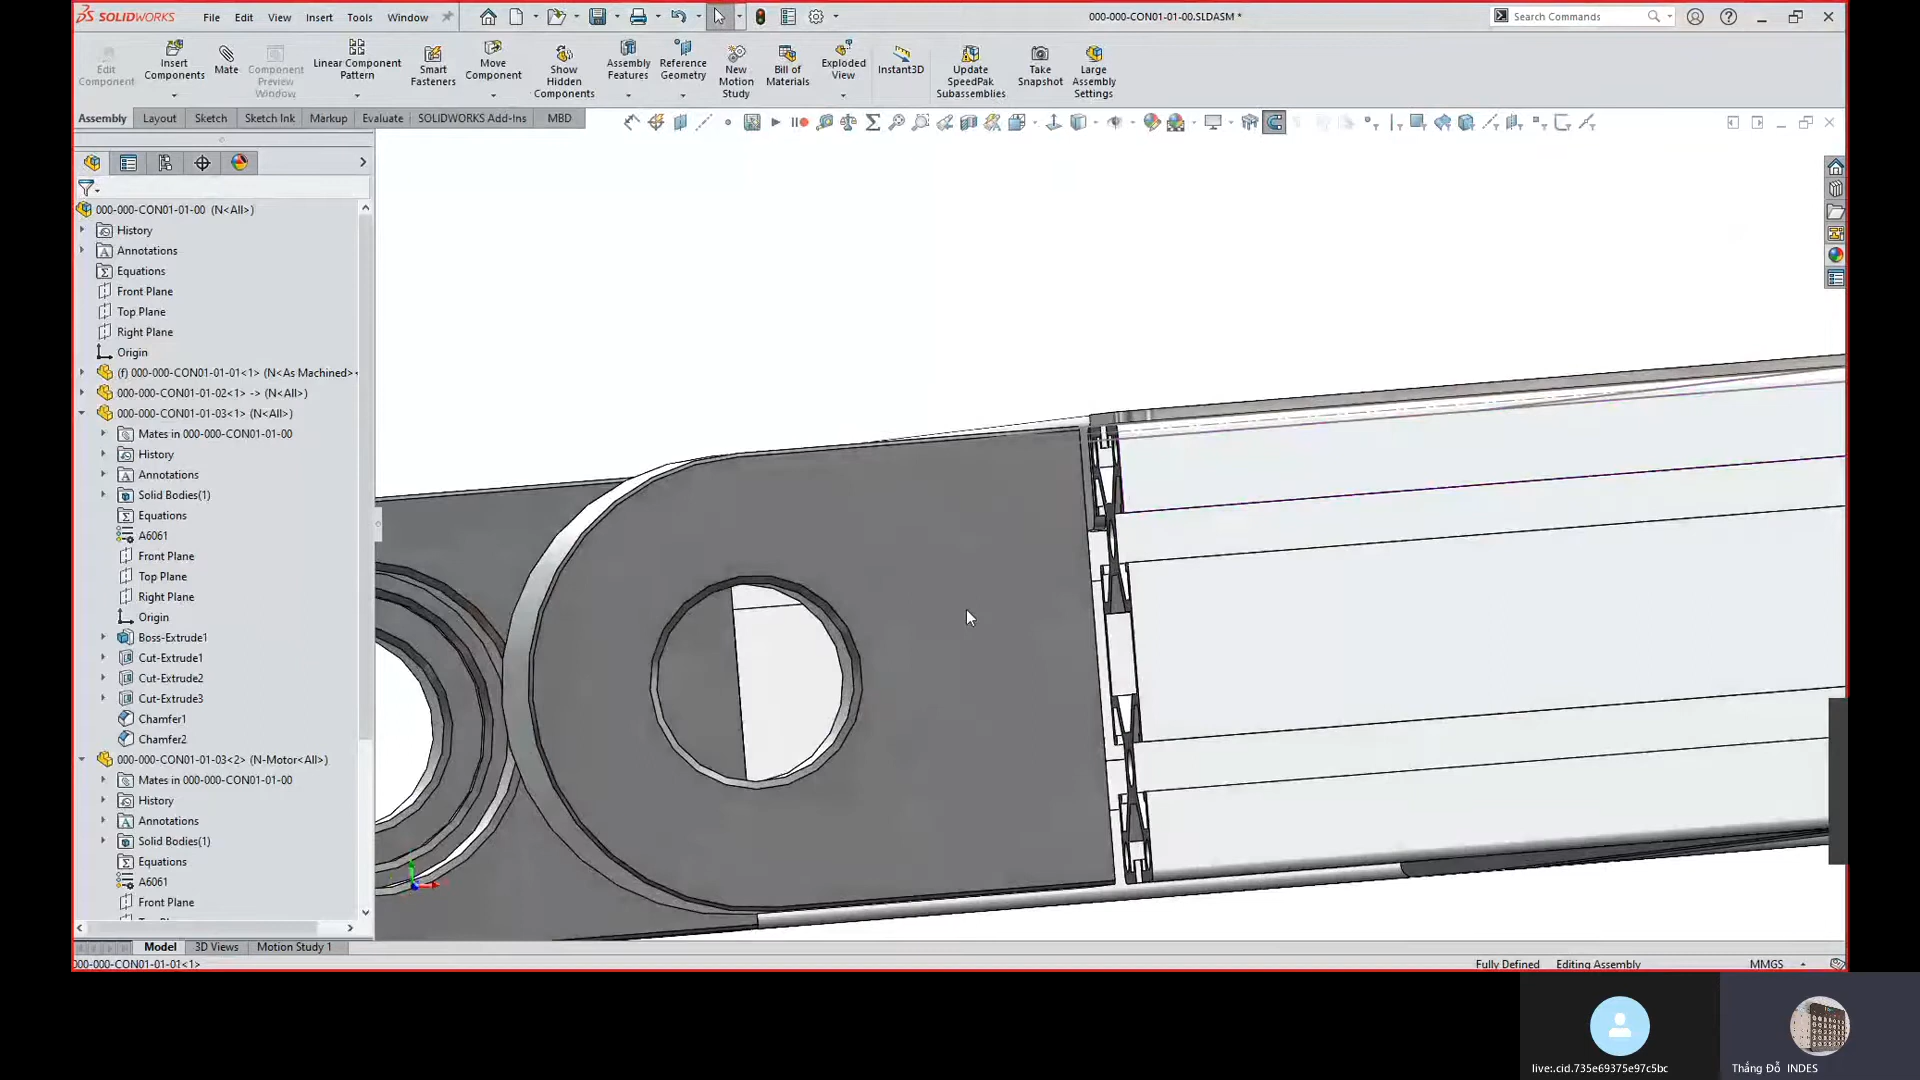 SOLIDWORKS File Edit View Insert Tools Window 000-000-CON01-01-00.SLDASM * Search Commands
Edit Component
Insert Components
Mate
Component Preview Window
Linear Component Pattern
Smart Fasteners
Move Component
Show Hidden Components
Assembly Features
Reference Geometry
New Motion Study
Bill of Materials
Exploded View
Instant3D
Update SpeedPak Subassemblies
Take Snapshot
Large Assembly Settings
Assembly Layout Sketch Sketch Ink Markup Evaluate SOLIDWORKS Add-Ins MBD
000-000-CON01-01-00 (N<All>)
History
Annotations
Equations
Front Plane
Top Plane
Right Plane
Origin
(f) 000-000-CON01-01-01<1> (N<As Machined><
000-000-CON01-01-02<1> -> (N<All>)
000-000-CON01-01-03<1> (N<All>)
Mates in 000-000-CON01-01-00
History
Annotations
Solid Bodies(1)
Equations
A6061
Front Plane
Top Plane
Right Plane
Origin
Boss-Extrude1
Cut-Extrude1
Cut-Extrude2
Cut-Extrude3
Chamfer1
Chamfer2
000-000-CON01-01-03<2> (N-Motor<All>)
Mates in 000-000-CON01-01-00
History
Annotations
Solid Bodies(1)
Equations
A6061
Front Plane
Model 3D Views Motion Study 1
000-000-CON01-01-01<1> Fully Defined Editing Assembly MMGS
live:.cid.735e69375e97c5bc Thắng Đỗ INDES